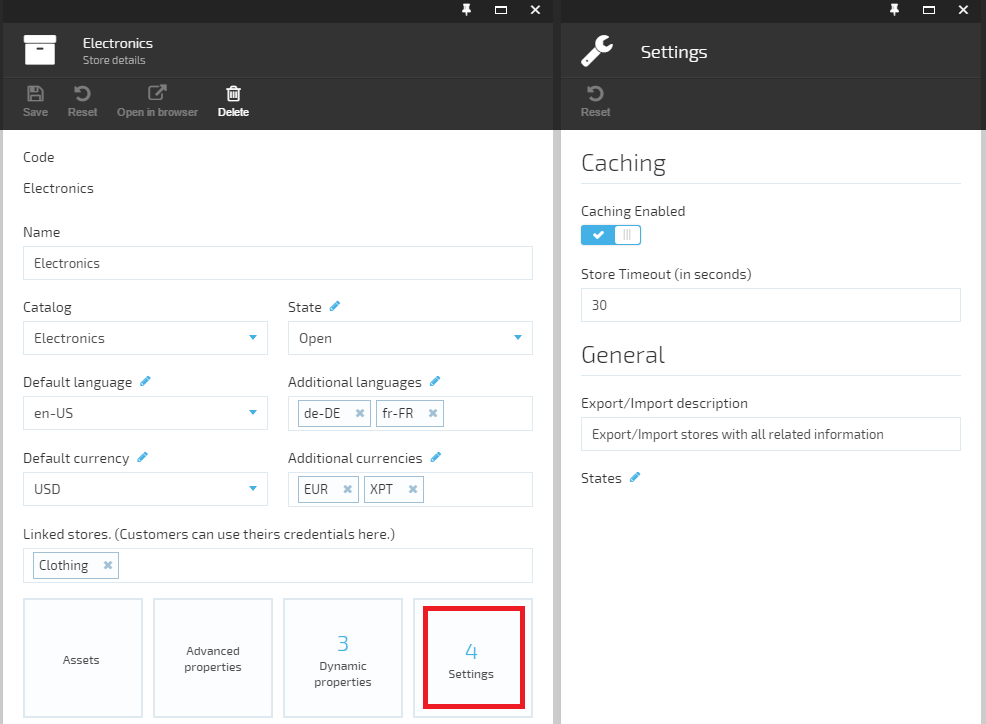 Electronics
Store details
Save Reset Open in browser Delete
Code
Electronics
Name
Electronics
Catalog State
Electronics Open
Default language Additional languages
en-US de-DE fr-FR
Default currency Additional currencies
USD EUR XPT
Linked stores. (Customers can use theirs credentials here.)
Clothing
Assets
Advanced
properties
3
Dynamic
properties
4
Settings
Settings
Reset
Caching
Caching Enabled
Store Timeout (in seconds)
30
General
Export/Import description
Export/Import stores with all related information
States